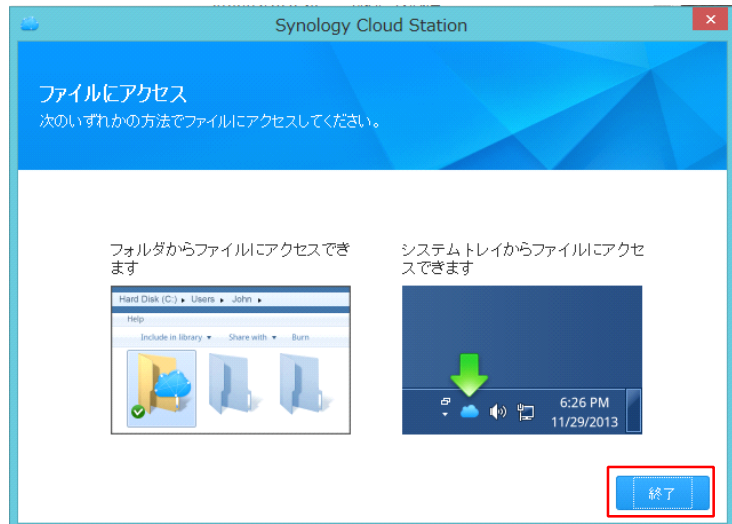 Synology Cloud Station
ファイルにアクセス
次のいずれかの方法でファイルにアクセスしてください。
フォルダからファイルにアクセスでき
ます
システムトレイからファイルにアクセ
スできます
Hard Disk (C:) ▸ Users ▸ John ▸
Help
Include in library ▾ Share with ▾ Burn
6:26 PM
11/29/2013
終了